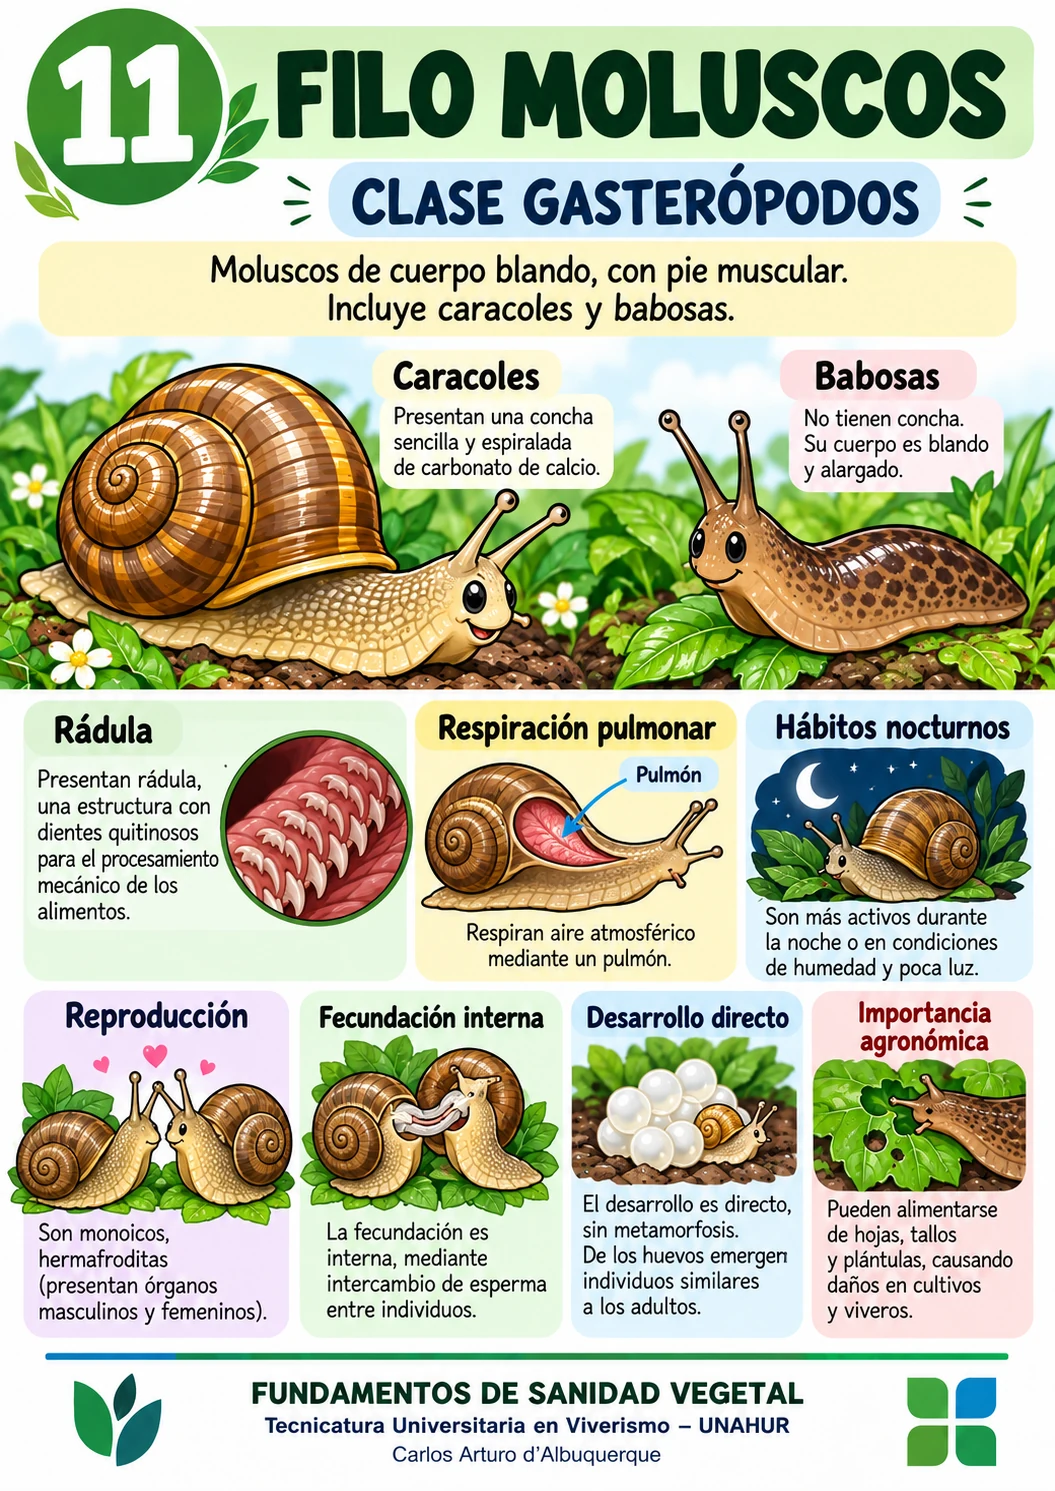 11
FILO MOLUSCOS
CLASE GASTERÓPODOS
Moluscos de cuerpo blando, con pie muscular.
Incluye caracoles y babosas.
Caracoles
Presentan una concha
sencilla y espiralada
de carbonato de calcio.
Babosas
No tienen concha.
Su cuerpo es blando
y alargado.
Rádula
Presentan rádula,
una estructura con
dientes quitinosos
para el procesamiento
mecánico de los
alimentos.
Respiración pulmonar
Pulmón
Respiran aire atmosférico
mediante un pulmón.
Hábitos nocturnos
Son más activos durante
la noche o en condiciones
de humedad y poca luz.
Reproducción
Son monoicos,
hermafroditas
(presentan órganos
masculinos y femeninos).
Fecundación interna
La fecundación es
interna, mediante
intercambio de esperma
entre individuos.
Desarrollo directo
El desarrollo es directo,
sin metamorfosis.
De los huevos emergen
individuos similares
a los adultos.
Importancia
agronómica
Pueden alimentarse
de hojas, tallos
y plántulas, causando
daños en cultivos
y viveros.
FUNDAMENTOS DE SANIDAD VEGETAL
Tecnicatura Universitaria en Viverismo – UNAHUR
Carlos Arturo d'Albuquerque